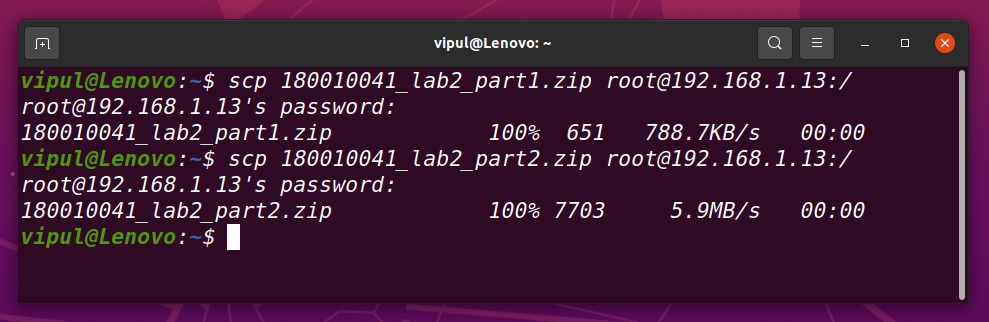 vipul@Lenovo: ~
vipul@Lenovo:~$ scp 180010041_lab2_part1.zip root@192.168.1.13:/
root@192.168.1.13's password:
180010041_lab2_part1.zip            100%  651   788.7KB/s   00:00
vipul@Lenovo:~$ scp 180010041_lab2_part2.zip root@192.168.1.13:/
root@192.168.1.13's password:
180010041_lab2_part2.zip            100% 7703     5.9MB/s   00:00
vipul@Lenovo:~$